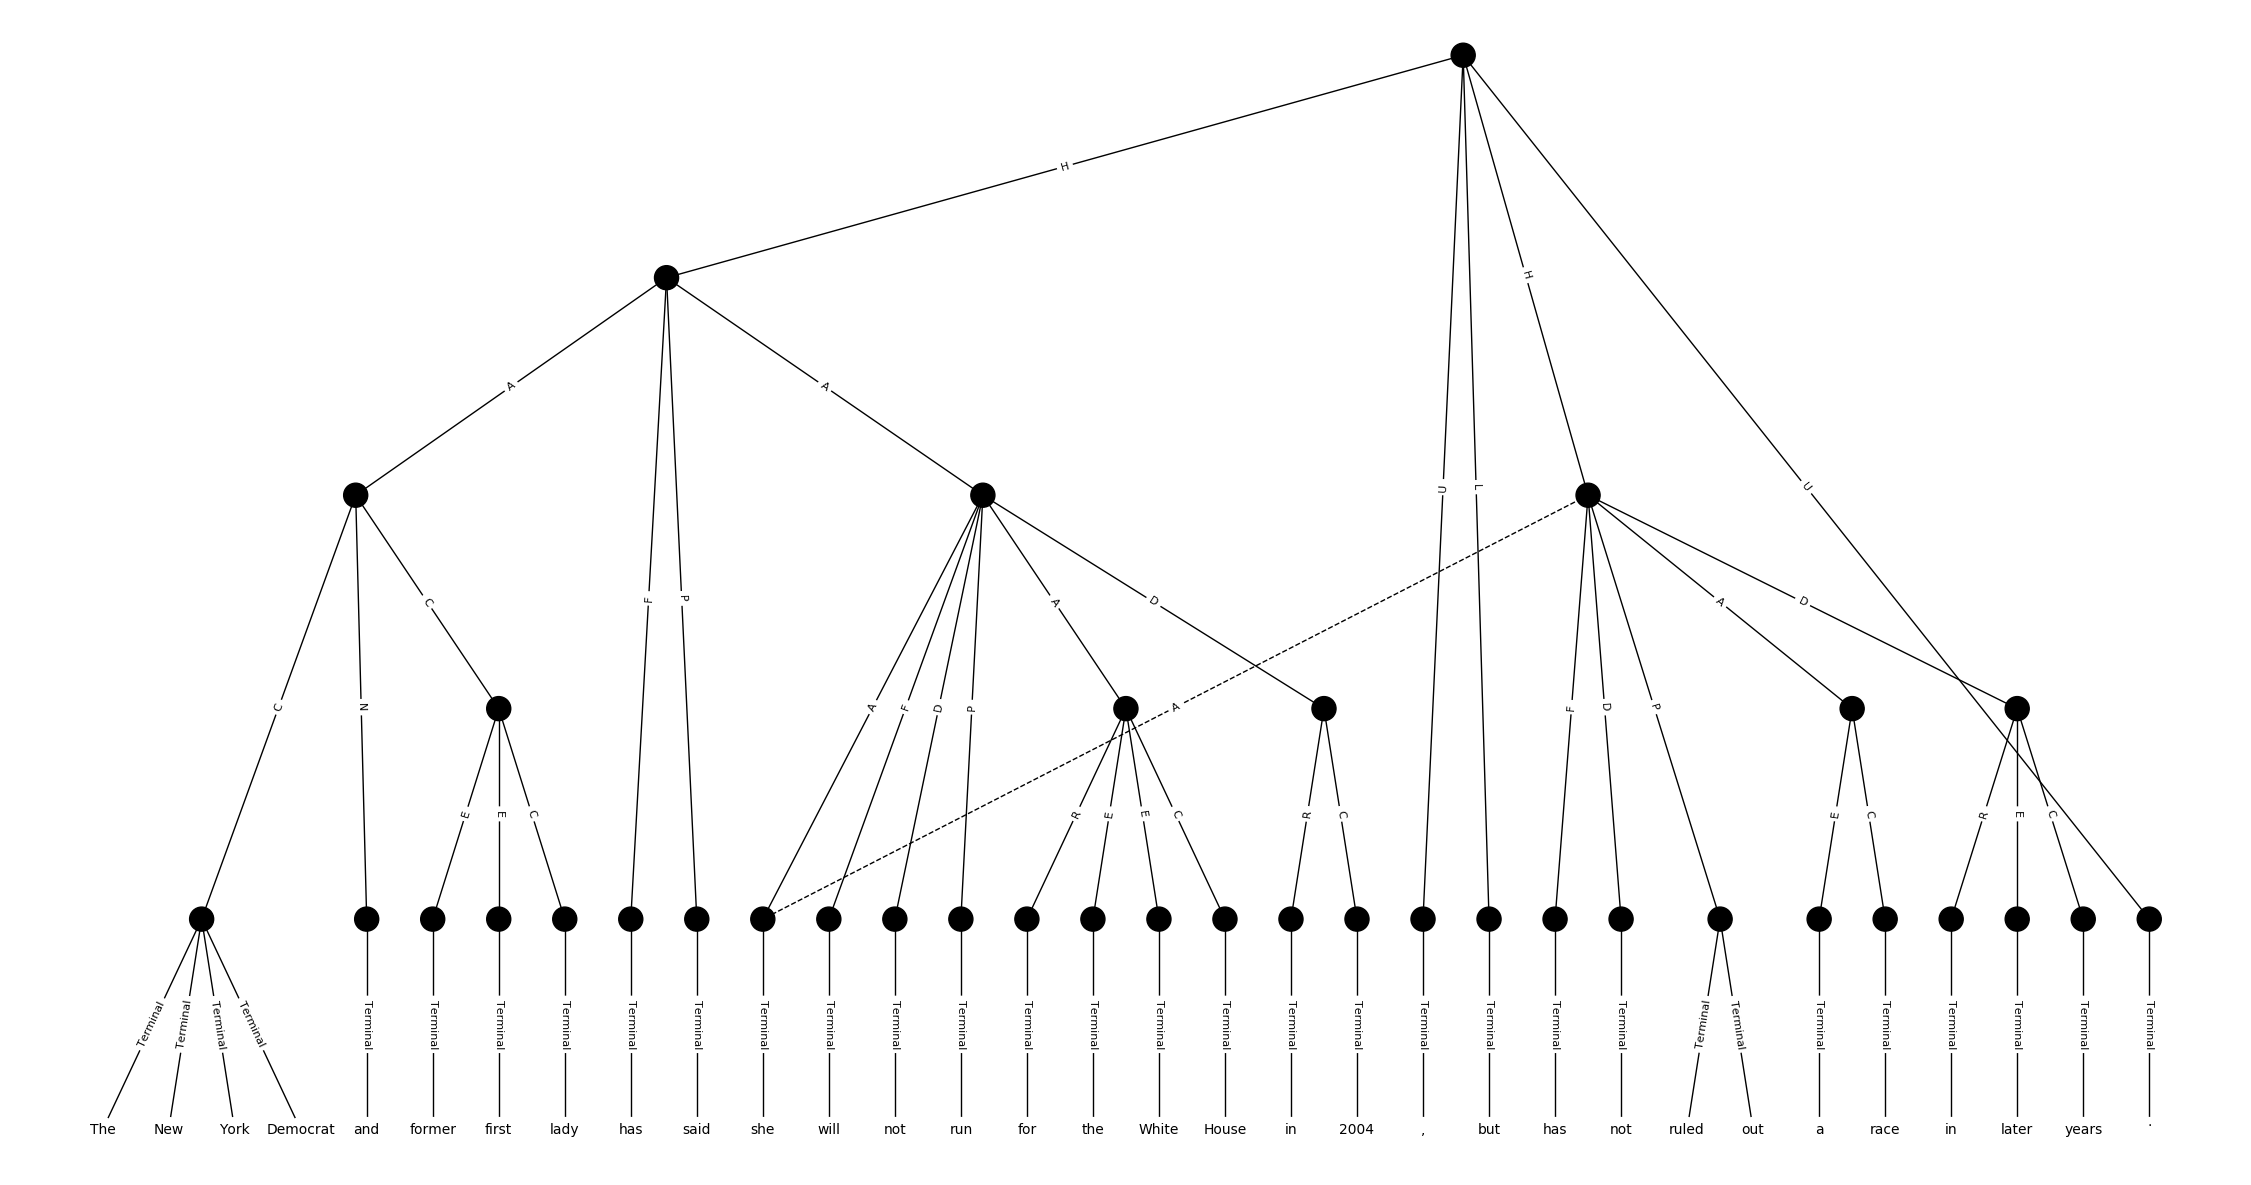 H
A A H
F P U L U
C N C A F D P A D A F D P A D
E E C R E E C R C E C R E C
Terminal Terminal Terminal Terminal Terminal Terminal Terminal Terminal Terminal Terminal Terminal Terminal Terminal Terminal Terminal Terminal Terminal Terminal Terminal Terminal Terminal Terminal Terminal Terminal Terminal Terminal Terminal Terminal Terminal Terminal Terminal Terminal
The New York Democrat and former first lady has said she will not run for the White House in 2004 , but has not ruled out a race in later years .